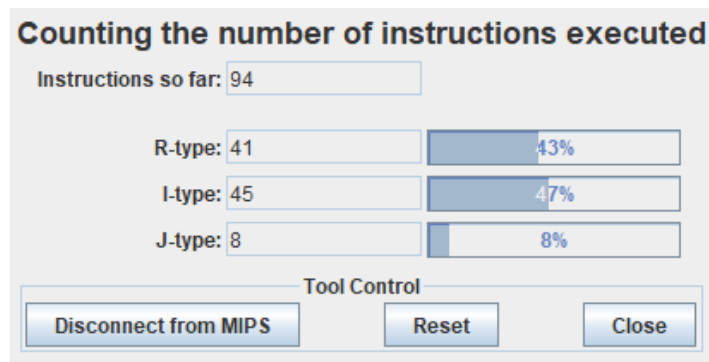 Counting the number of instructions executed
Instructions so far: 94
R-type: 41 43%
I-type: 45 47%
J-type: 8 8%
Tool Control
Disconnect from MIPS Reset Close